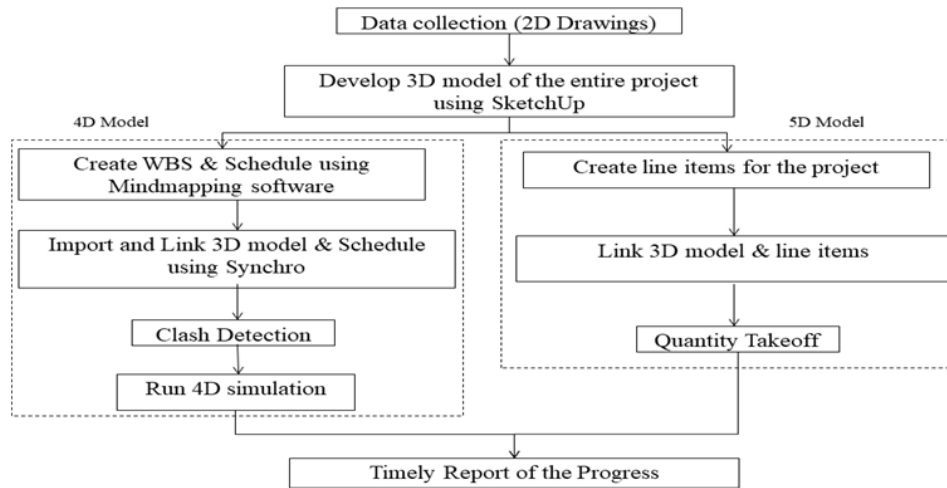 Data collection (2D Drawings)
Develop 3D model of the entire project
using SketchUp
4D Model
Create WBS & Schedule using
Mindmapping software
Import and Link 3D model & Schedule
using Synchro
Clash Detection
Run 4D simulation
5D Model
Create line items for the project
Link 3D model & line items
Quantity Takeoff
Timely Report of the Progress